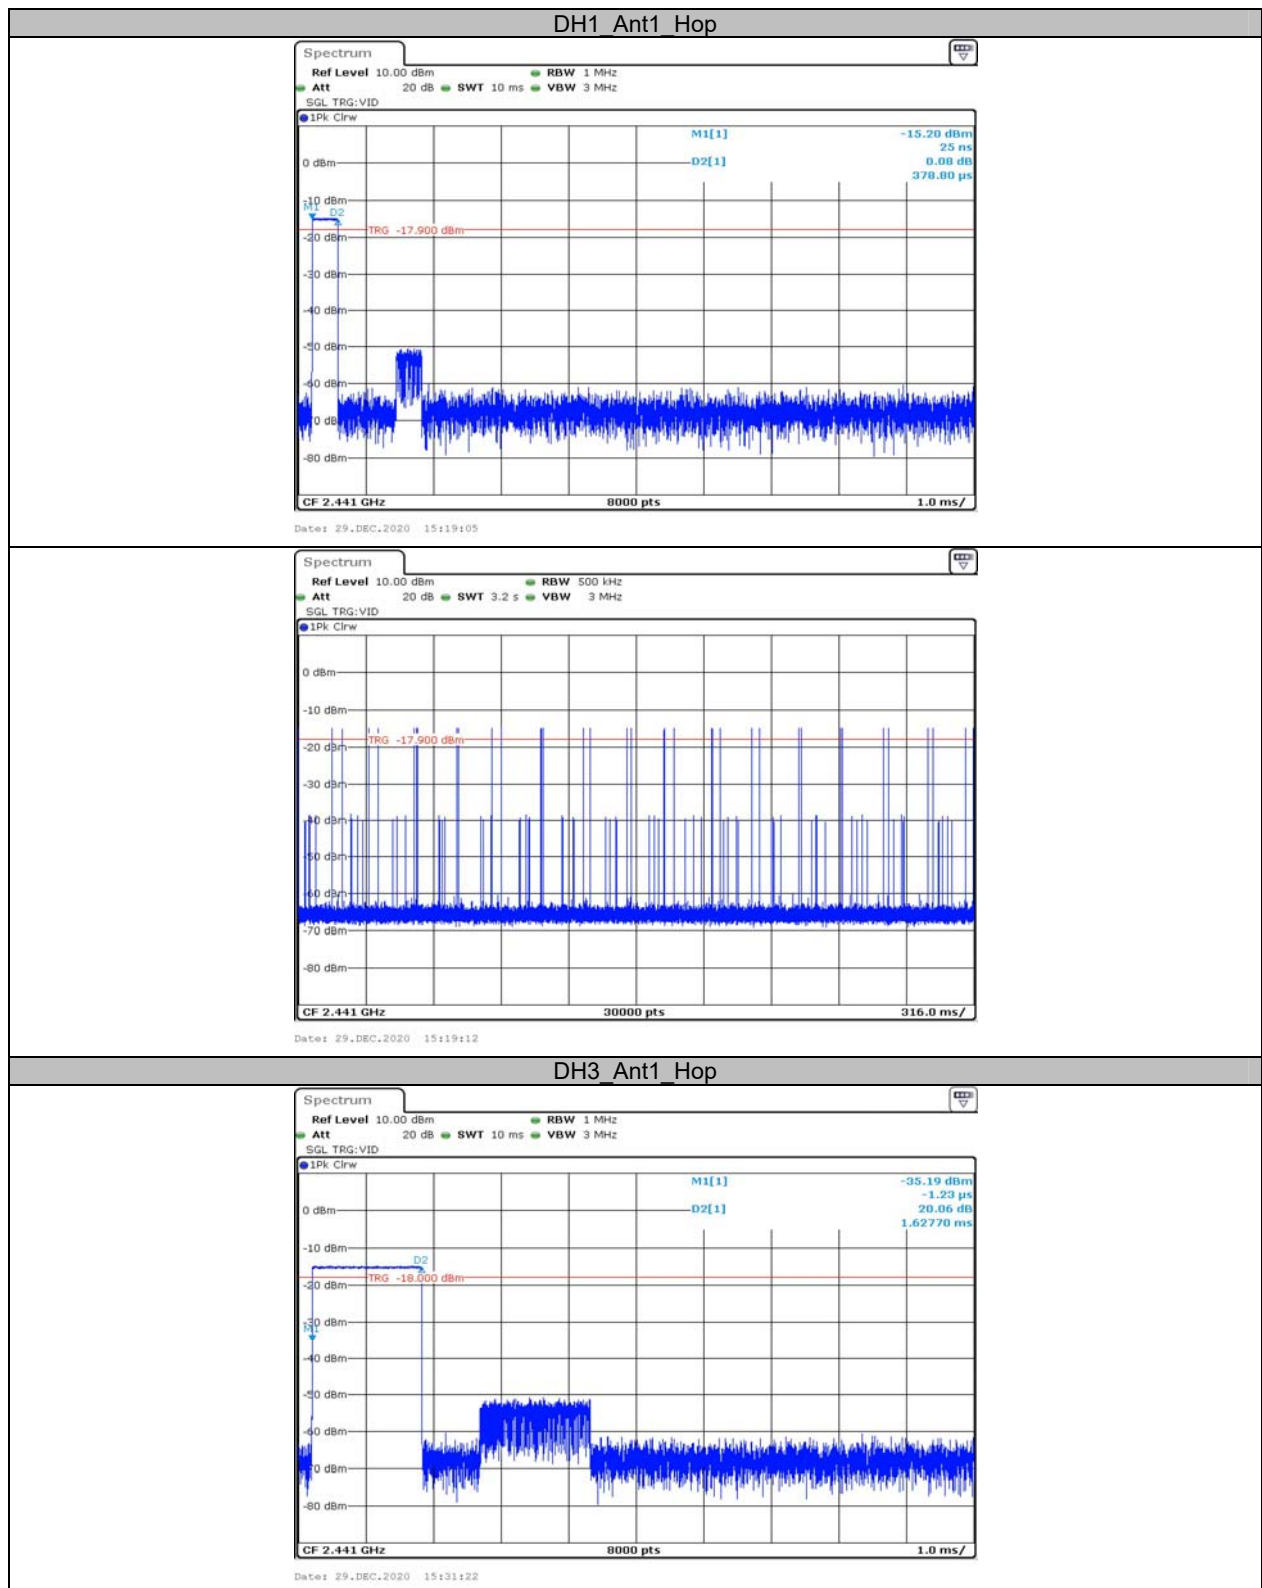 DH1_Ant1_Hop
Spectrum
Ref Level 10.00 dBm RBW 1 MHz
Att 20 dB SWT 10 ms VBW 3 MHz
SGL TRG:VID
1Pk Clrw
M1[1] -15.20 dBm
25 ns
0 dBm D2[1] 0.08 dB
378.80 µs
-10 dBm
M1 D2
TRG -17.900 dBm
-20 dBm
-30 dBm
-40 dBm
-50 dBm
-60 dBm
-70 dBm
-80 dBm
CF 2.441 GHz 8000 pts 1.0 ms/
Date: 29.DEC.2020 15:19:05
Spectrum
Ref Level 10.00 dBm RBW 500 kHz
Att 20 dB SWT 3.2 s VBW 3 MHz
SGL TRG:VID
1Pk Clrw
0 dBm
-10 dBm
TRG -17.900 dBm
-20 dBm
-30 dBm
-40 dBm
-50 dBm
-60 dBm
-70 dBm
-80 dBm
CF 2.441 GHz 30000 pts 316.0 ms/
Date: 29.DEC.2020 15:19:12
DH3_Ant1_Hop
Spectrum
Ref Level 10.00 dBm RBW 1 MHz
Att 20 dB SWT 10 ms VBW 3 MHz
SGL TRG:VID
1Pk Clrw
M1[1] -35.19 dBm
-1.23 µs
0 dBm D2[1] 20.06 dB
1.62770 ms
-10 dBm
D2
TRG -18.000 dBm
-20 dBm
-30 dBm
M1
-40 dBm
-50 dBm
-60 dBm
-70 dBm
-80 dBm
CF 2.441 GHz 8000 pts 1.0 ms/
Date: 29.DEC.2020 15:31:22